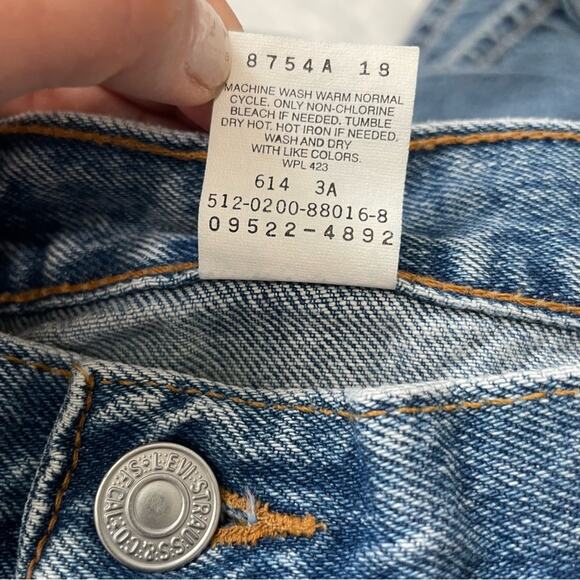 8754A 18
MACHINE WASH WARM NORMAL
CYCLE. ONLY NON-CHLORINE
BLEACH IF NEEDED. TUMBLE
DRY HOT. HOT IRON IF NEEDED.
WASH AND DRY
WITH LIKE COLORS.
WPL 423
614 3A
512-0200-88016-8
09522-4892
LEVI STRAUSS & CO S.F. CAL